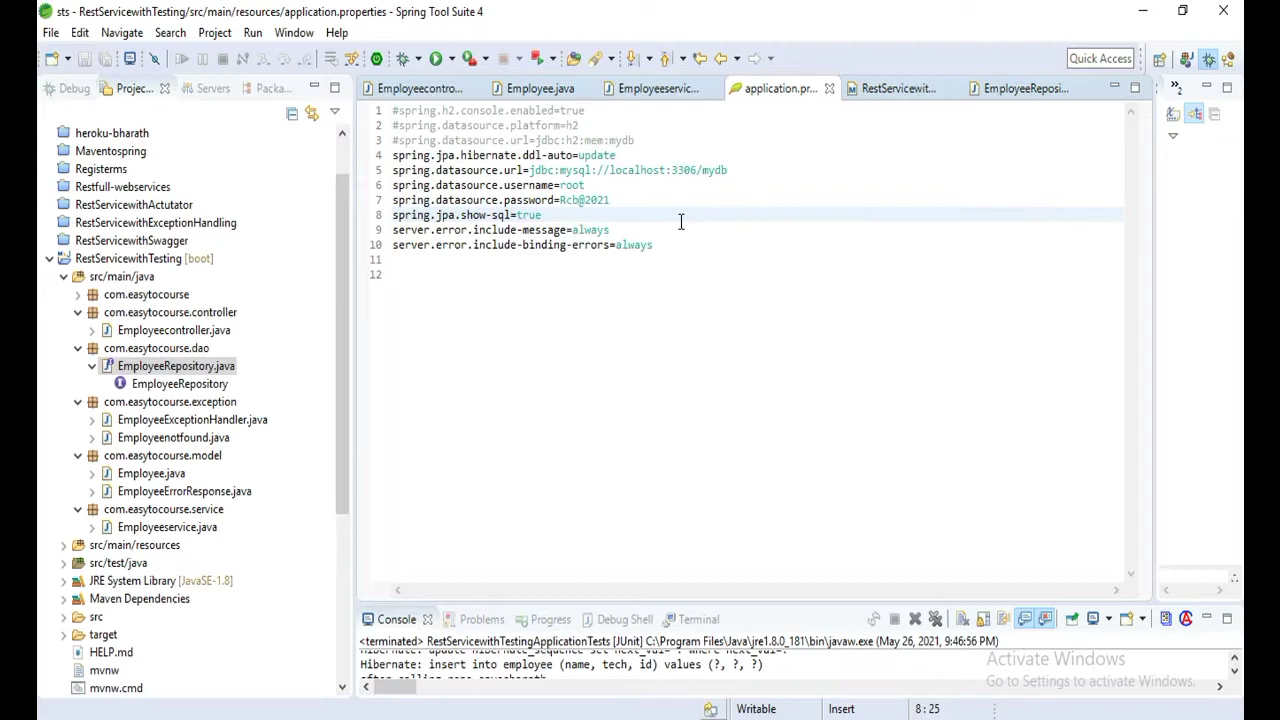 sts - RestServicewithTesting/src/main/resources/application.properties - Spring Tool Suite 4
File Edit Navigate Search Project Run Window Help
Quick Access
Debug Projec... Servers Packa...
Employeecontro... Employee.java Employeeservic... application.pr... RestServicewit... EmployeeReposi...
heroku-bharath
Maventospring
Registerms
Restfull-webservices
RestServicewithActutator
RestServicewithExceptionHandling
RestServicewithSwagger
RestServicewithTesting [boot]
src/main/java
com.easytocourse
com.easytocourse.controller
Employeecontroller.java
com.easytocourse.dao
EmployeeRepository.java
EmployeeRepository
com.easytocourse.exception
EmployeeExceptionHandler.java
Employeenotfound.java
com.easytocourse.model
Employee.java
EmployeeErrorResponse.java
com.easytocourse.service
Employeeservice.java
src/main/resources
src/test/java
JRE System Library [JavaSE-1.8]
Maven Dependencies
src
target
HELP.md
mvnw
mvnw.cmd
1 #spring.h2.console.enabled=true
2 #spring.datasource.platform=h2
3 #spring.datasource.url=jdbc:h2:mem:mydb
4 spring.jpa.hibernate.ddl-auto=update
5 spring.datasource.url=jdbc:mysql://localhost:3306/mydb
6 spring.datasource.username=root
7 spring.datasource.password=Rcb@2021
8 spring.jpa.show-sql=true
9 server.error.include-message=always
10 server.error.include-binding-errors=always
11
12
2
Console Problems Progress Debug Shell Terminal
<terminated> RestServicewithTestingApplicationTests [JUnit] C:\Program Files\Java\jre1.8.0_181\bin\javaw.exe (May 26, 2021, 9:46:56 PM)
Hibernate: update hibernate_sequence set next_val= ? where next_val=?
Hibernate: insert into employee (name, tech, id) values (?, ?, ?)
Activate Windows
Go to Settings to activate Windows.
Writable Insert 8 : 25